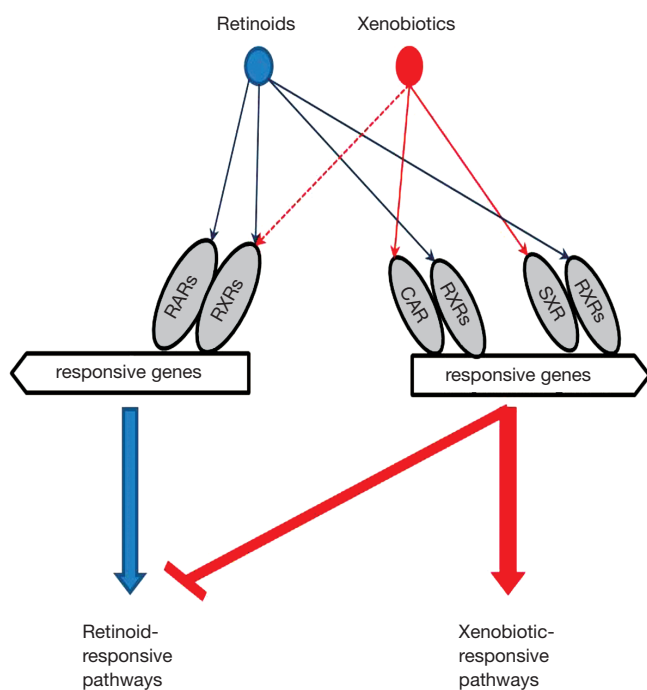 Retinoids
Xenobiotics
RARs
RXRs
CAR
RXRs
SXR
RXRs
responsive genes
responsive genes
Retinoid-
responsive
pathways
Xenobiotic-
responsive
pathways